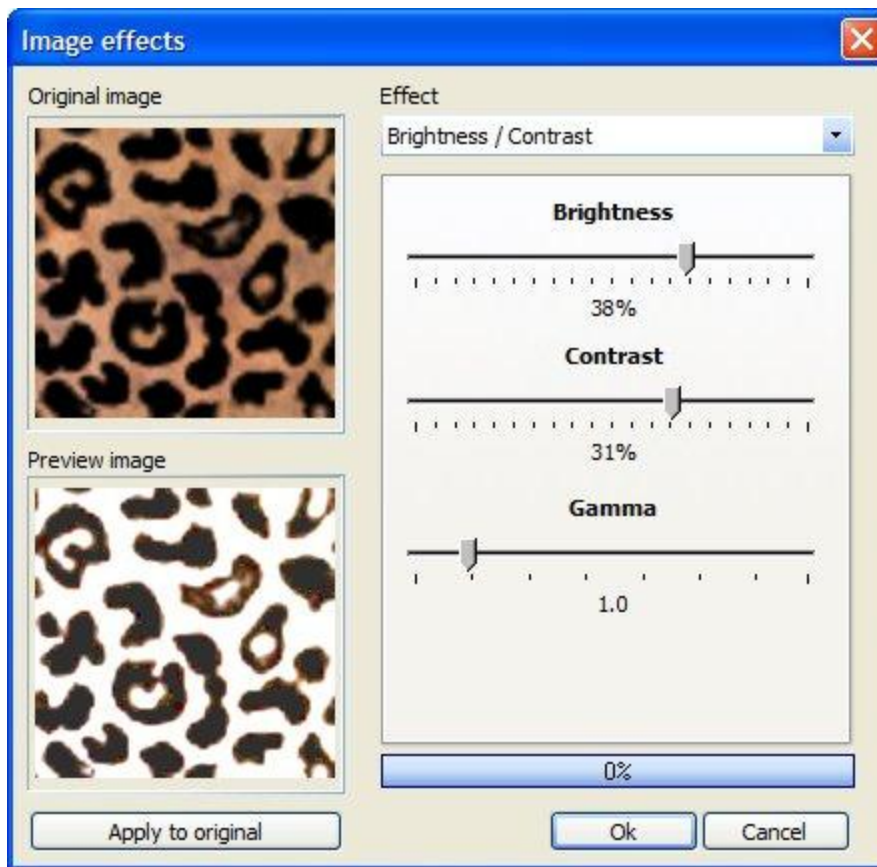 Image effects
Original image
Effect
Brightness / Contrast
Brightness
38%
Contrast
31%
Preview image
Gamma
1.0
0%
Apply to original
Ok
Cancel